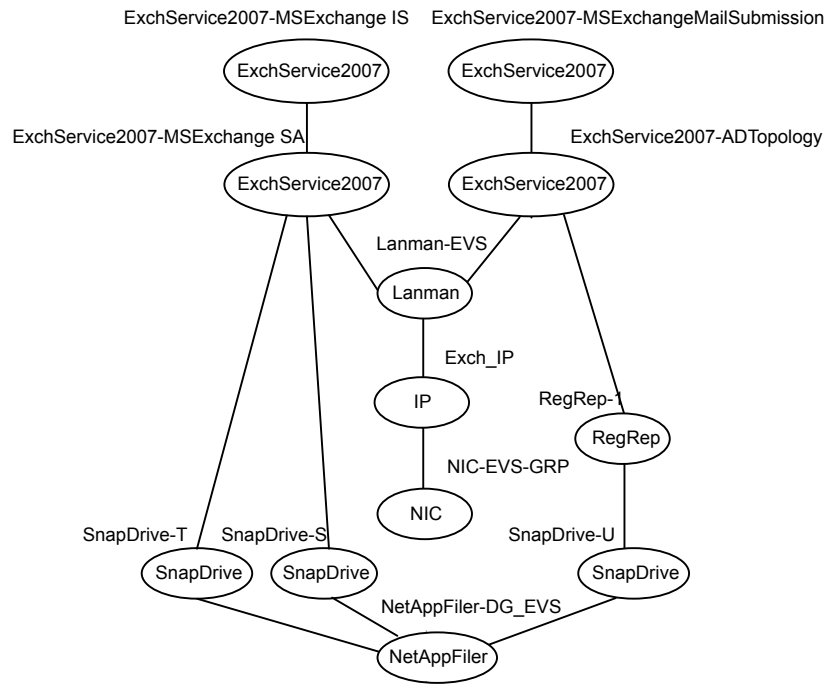 ExchService2007-MSExchange IS
ExchService2007-MSExchangeMailSubmission
ExchService2007
ExchService2007
ExchService2007-MSExchange SA
ExchService2007-ADTopology
ExchService2007
ExchService2007
Lanman-EVS
Lanman
Exch_IP
IP
RegRep-1
RegRep
NIC-EVS-GRP
NIC
SnapDrive-T
SnapDrive-S
SnapDrive-U
SnapDrive
SnapDrive
SnapDrive
NetAppFiler-DG_EVS
NetAppFiler